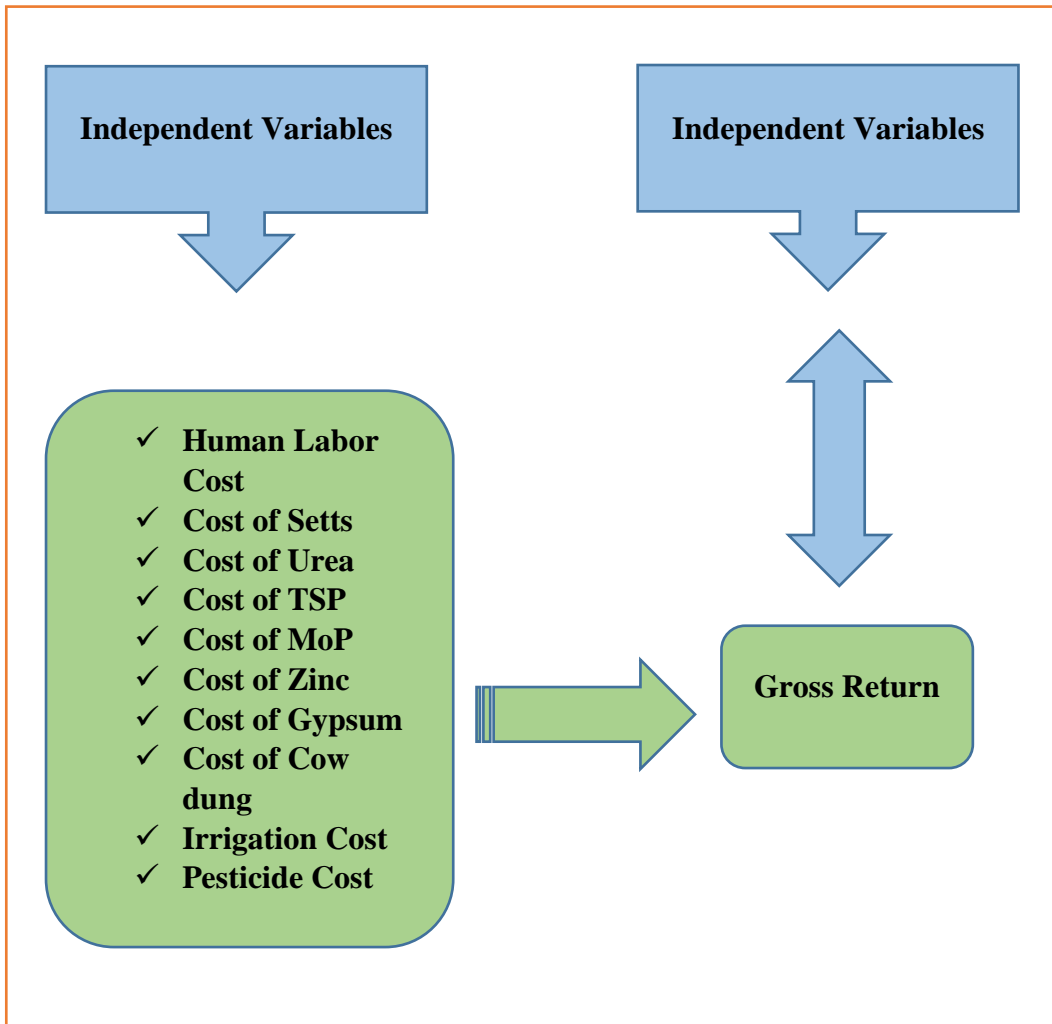 Independent Variables
Independent Variables
✓ Human Labor
Cost
✓ Cost of Setts
✓ Cost of Urea
✓ Cost of TSP
✓ Cost of MoP
✓ Cost of Zinc
✓ Cost of Gypsum
✓ Cost of Cow
dung
✓ Irrigation Cost
✓ Pesticide Cost
Gross Return